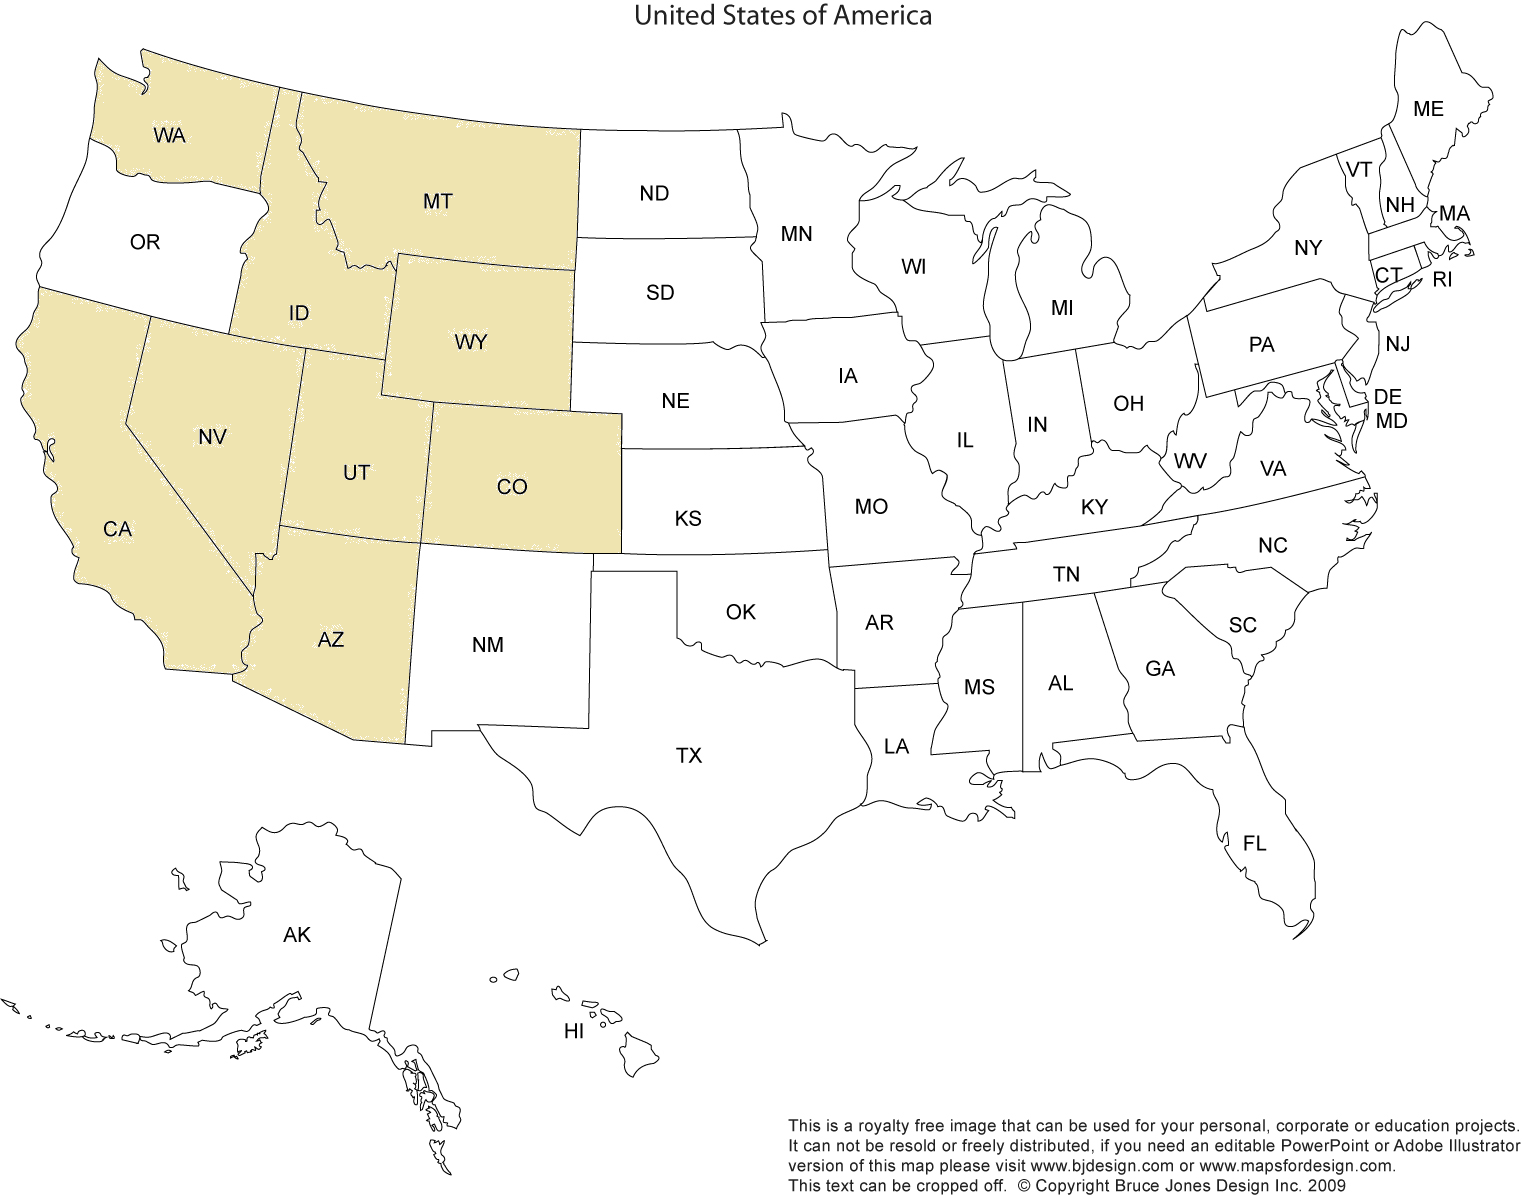 United States of America
ME
WA
VT
MT
ND
NH
MA
MN
OR
NY
WI
CT
RI
SD
MI
ID
WY
PA
NJ
IA
NE
DE
OH
MD
IN
NV
IL
WV
VA
UT
CO
KY
MO
KS
CA
NC
TN
OK
AR
SC
AZ
NM
GA
AL
MS
LA
TX
FL
AK
HI
This is a royalty free image that can be used for your personal, corporate or education projects.
It can not be resold or freely distributed, if you need an editable PowerPoint or Adobe Illustrator
version of this map please visit www.bjdesign.com or www.mapsfordesign.com.
This text can be cropped off.  © Copyright Bruce Jones Design Inc. 2009